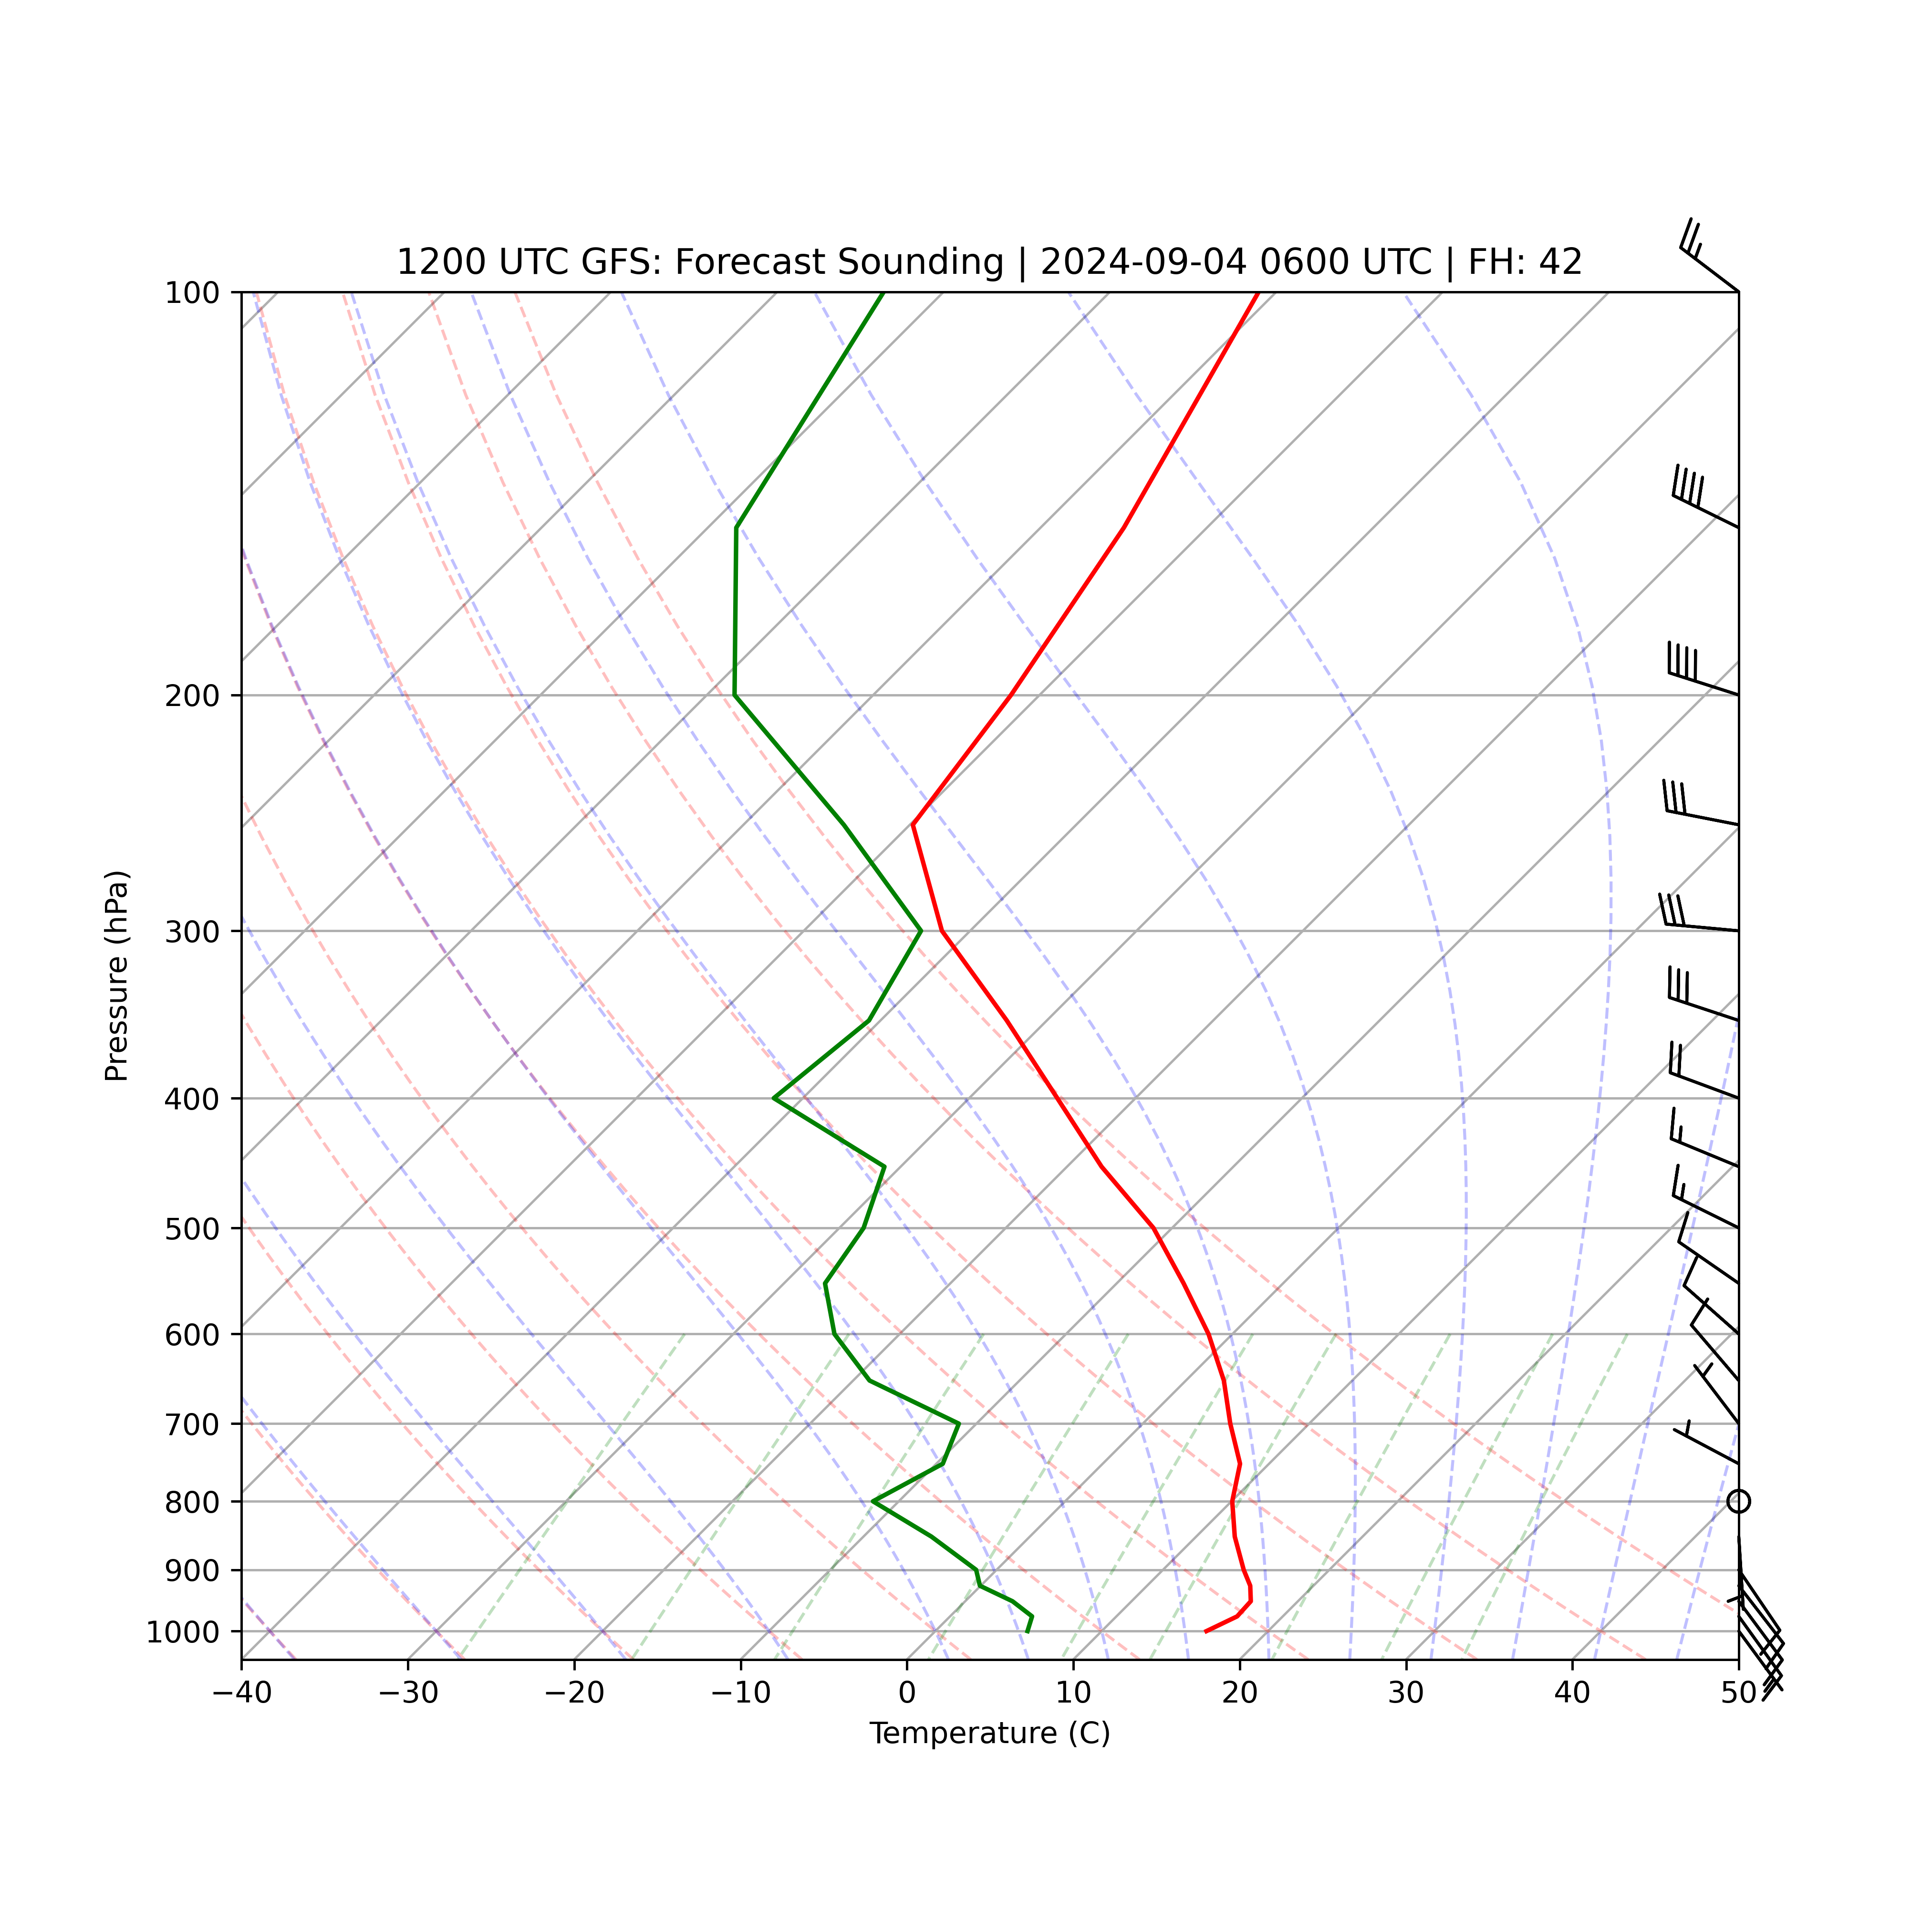 1200 UTC GFS: Forecast Sounding | 2024-09-04 0600 UTC | FH: 42
100
200
300
400
500
600
700
800
900
1000
Pressure (hPa)
−40 −30 −20 −10 0 10 20 30 40 50
Temperature (C)